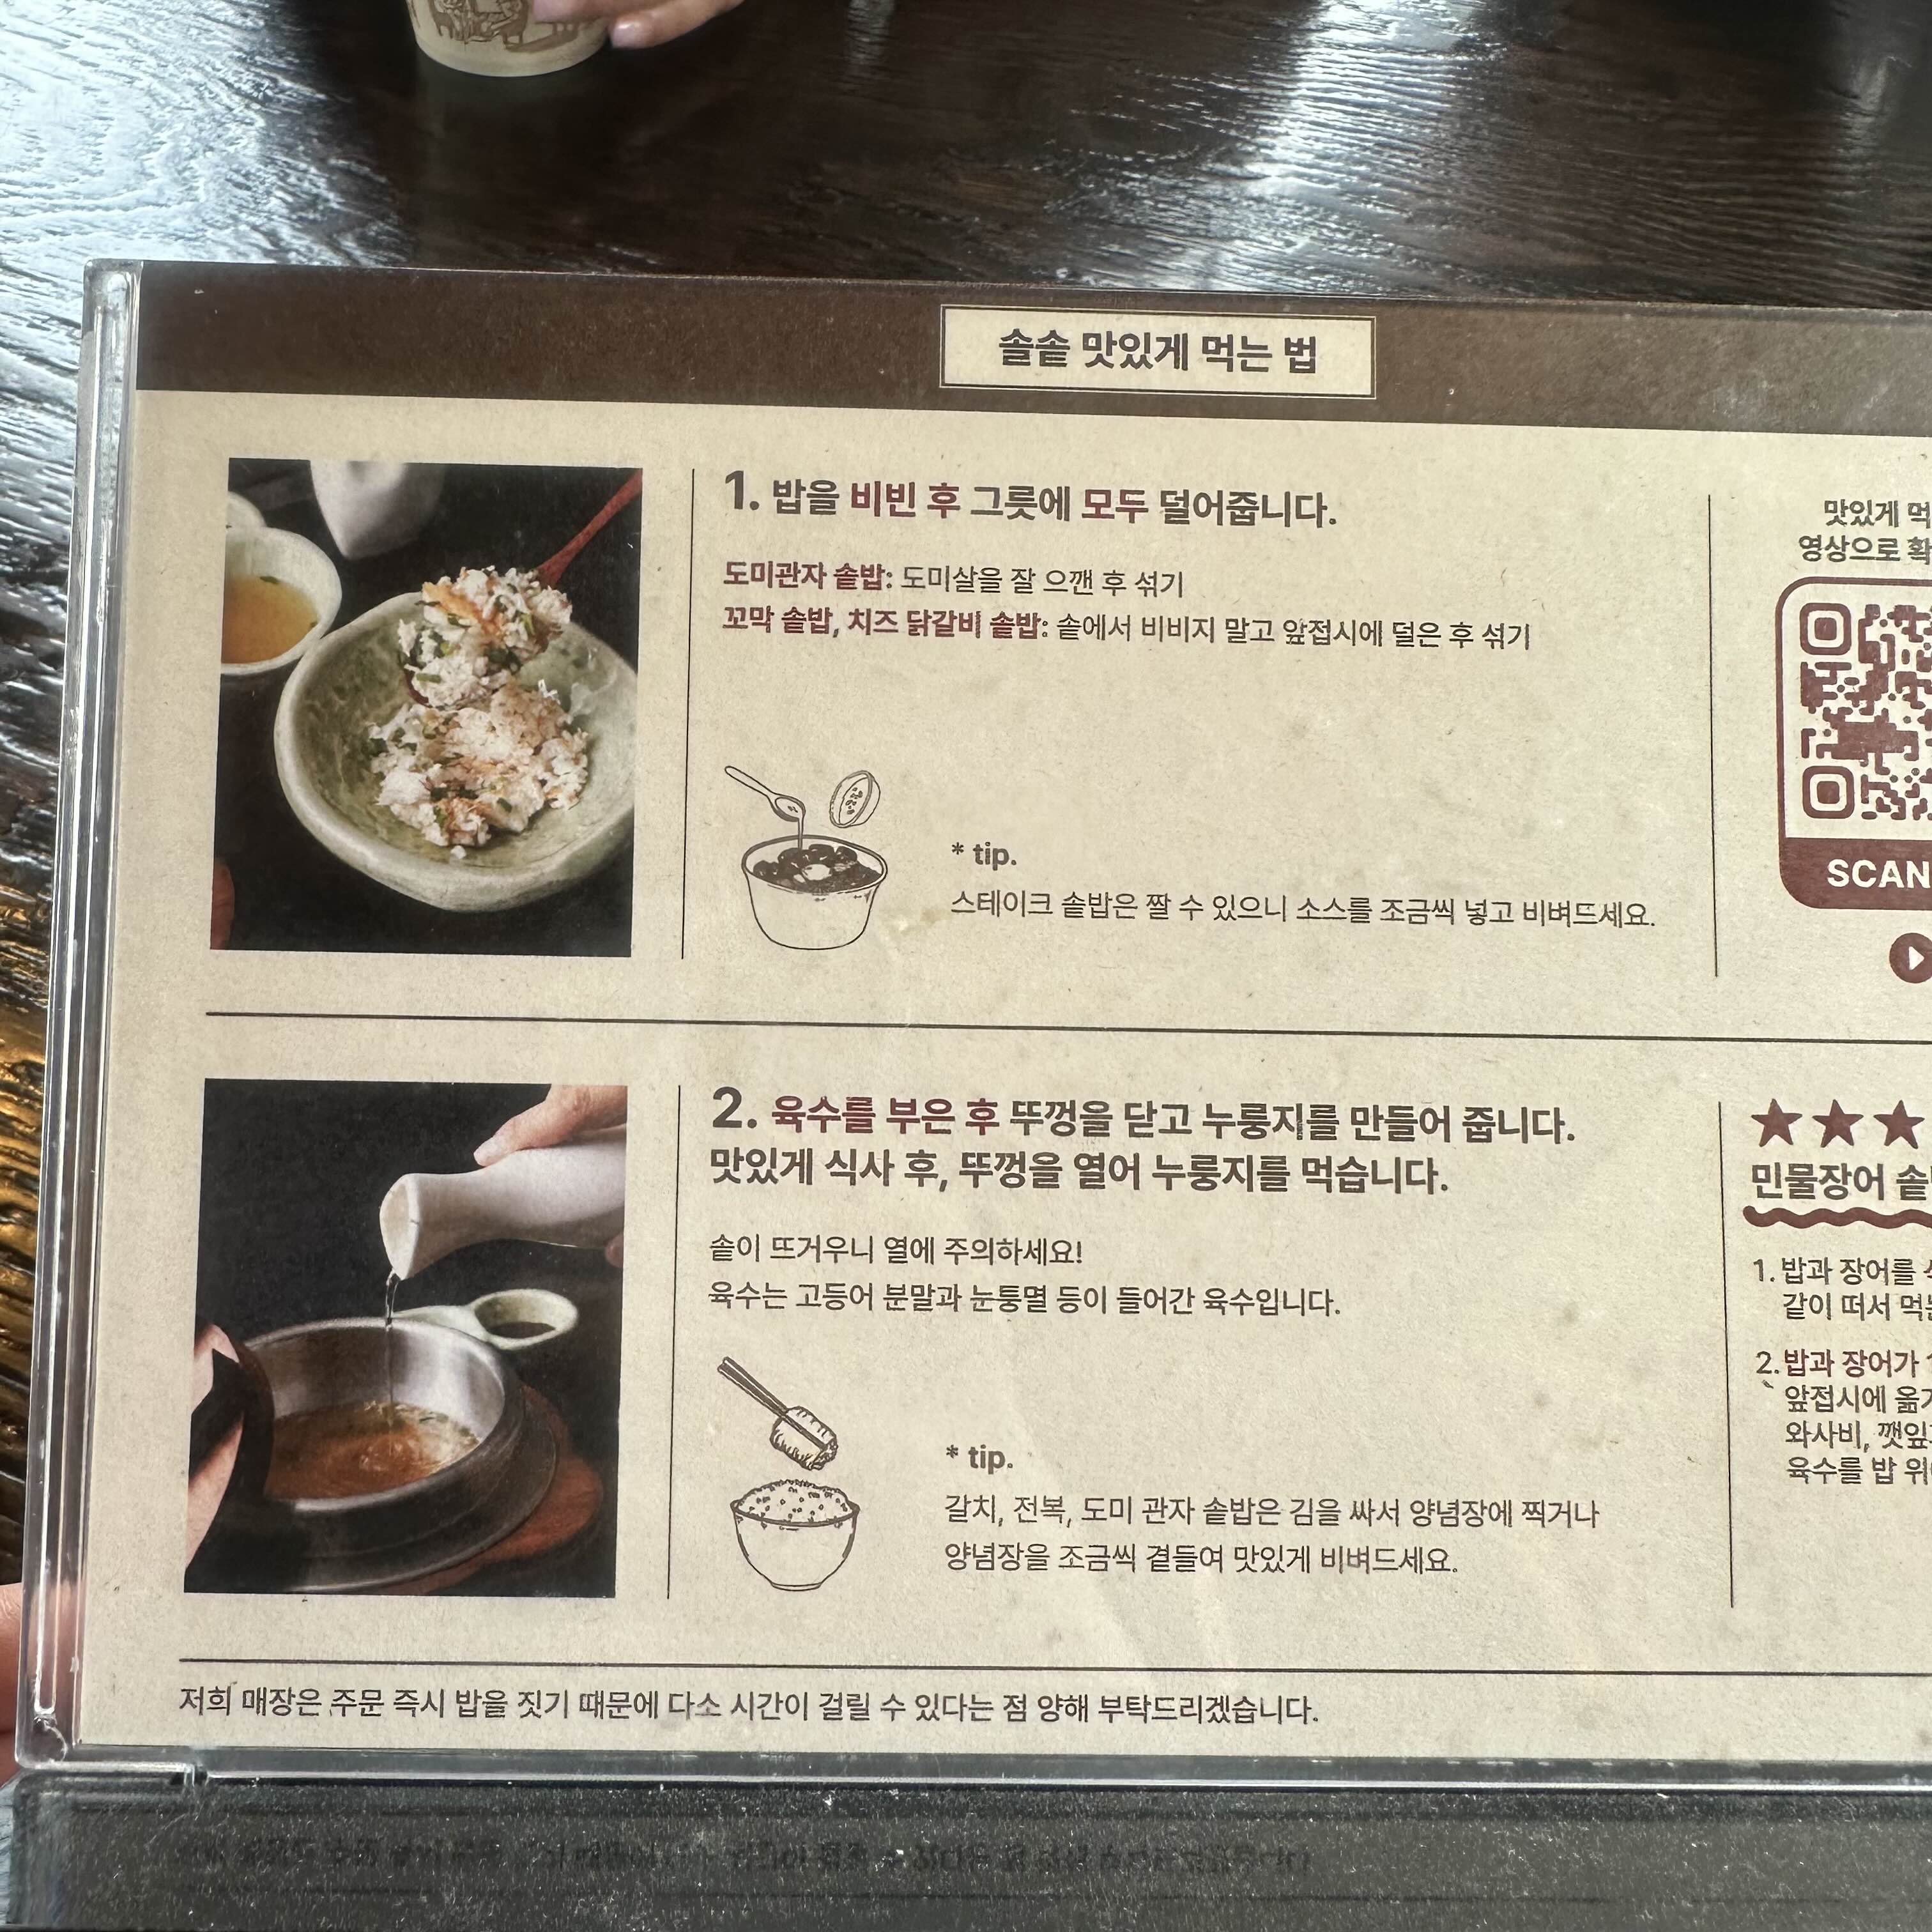 솔솥 맛있게 먹는 법
1. 밥을 비빈 후 그릇에 모두 덜어줍니다.
도미관자 솥밥: 도미살을 잘 으깬 후 섞기
꼬막 솥밥, 치즈 닭갈비 솥밥: 솥에서 비비지 말고 앞접시에 덜은 후 섞기
* tip.
스테이크 솥밥은 짤 수 있으니 소스를 조금씩 넣고 비벼드세요.
맛있게
영상으로
SCAN
2. 육수를 부은 후 뚜껑을 닫고 누룽지를 만들어 줍니다.
맛있게 식사 후, 뚜껑을 열어 누룽지를 먹습니다.
솥이 뜨거우니 열에 주의하세요!
육수는 고등어 분말과 눈퉁멸 등이 들어간 육수입니다.
* tip.
갈치, 전복, 도미 관자 솥밥은 김을 싸서 양념장에 찍거나
양념장을 조금씩 곁들여 맛있게 비벼드세요.
★★★
민물장어
1. 밥과 장어를
같이 떠서
2. 밥과 장어가
앞접시에
와사비,
육수를 밥
저희 매장은 주문 즉시 밥을 짓기 때문에 다소 시간이 걸릴 수 있다는 점 양해 부탁드리겠습니다.